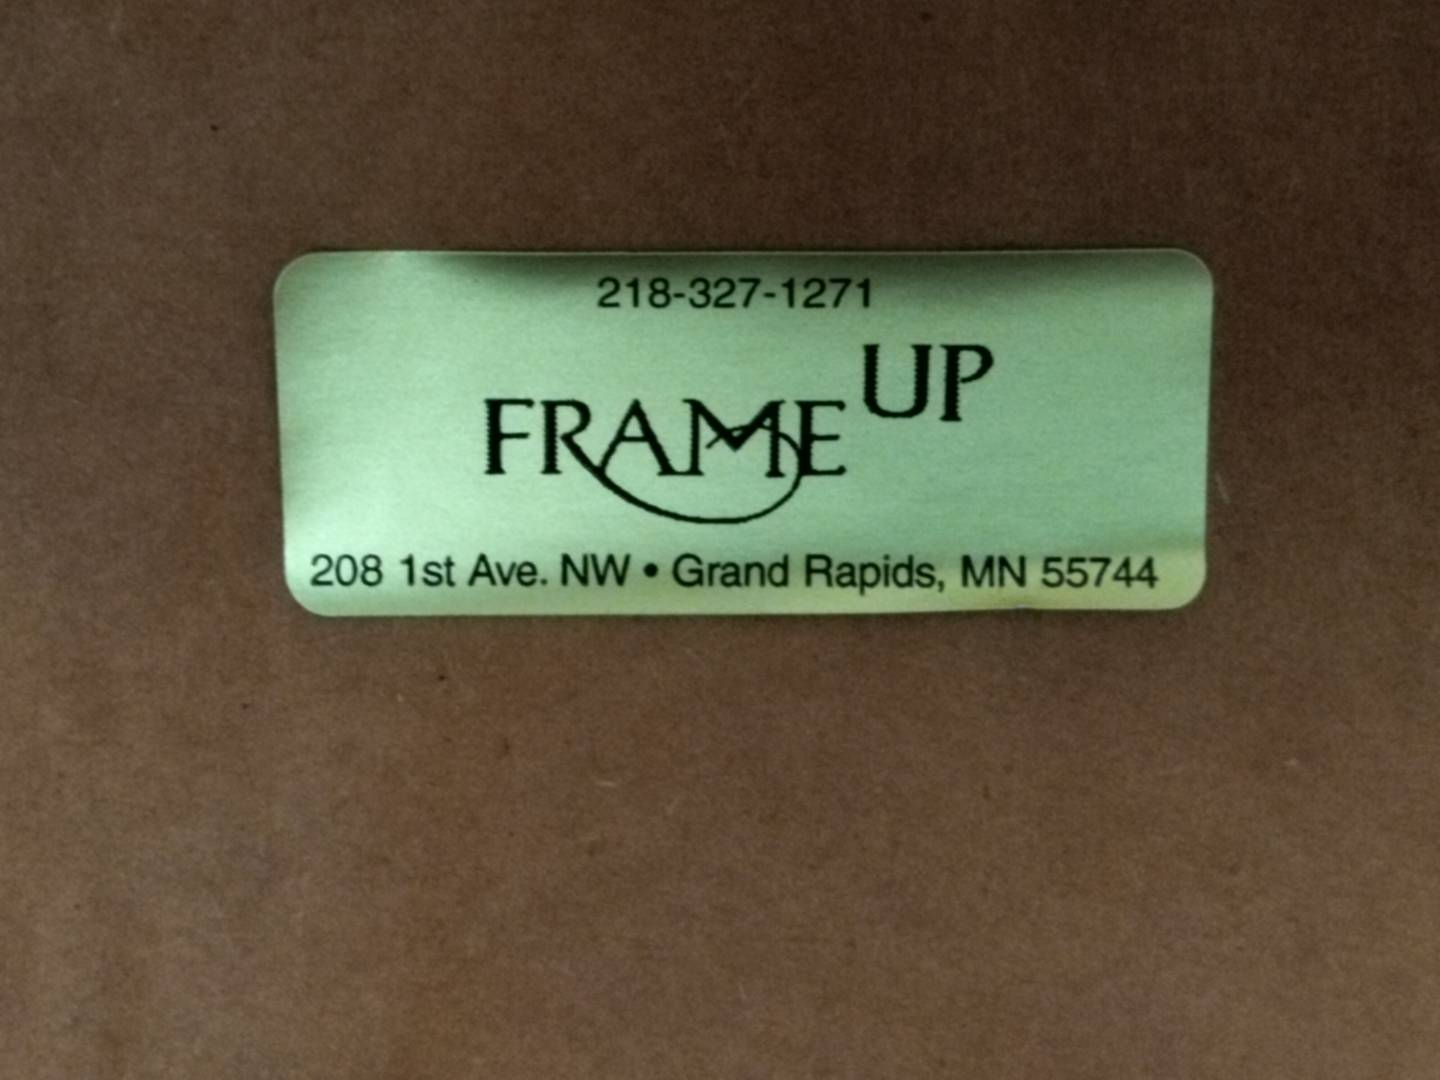 218-327-1271
FRAME UP
208 1st Ave. NW • Grand Rapids, MN 55744